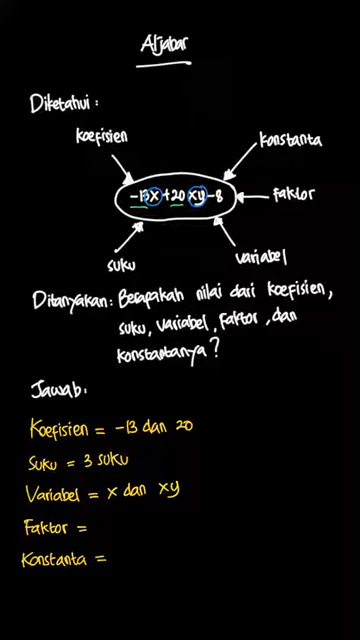 Aljabar
Diketahui :
koefisien
konstanta
-13x + 20 xy - 8
faktor
suku
variabel
Ditanyakan : Berapakah nilai dari koefisien,
suku, variabel, faktor, dan
konstantanya ?
Jawab :
Koefisien = -13 dan 20
Suku = 3 suku
Variabel = x dan xy
Faktor =
Konstanta =